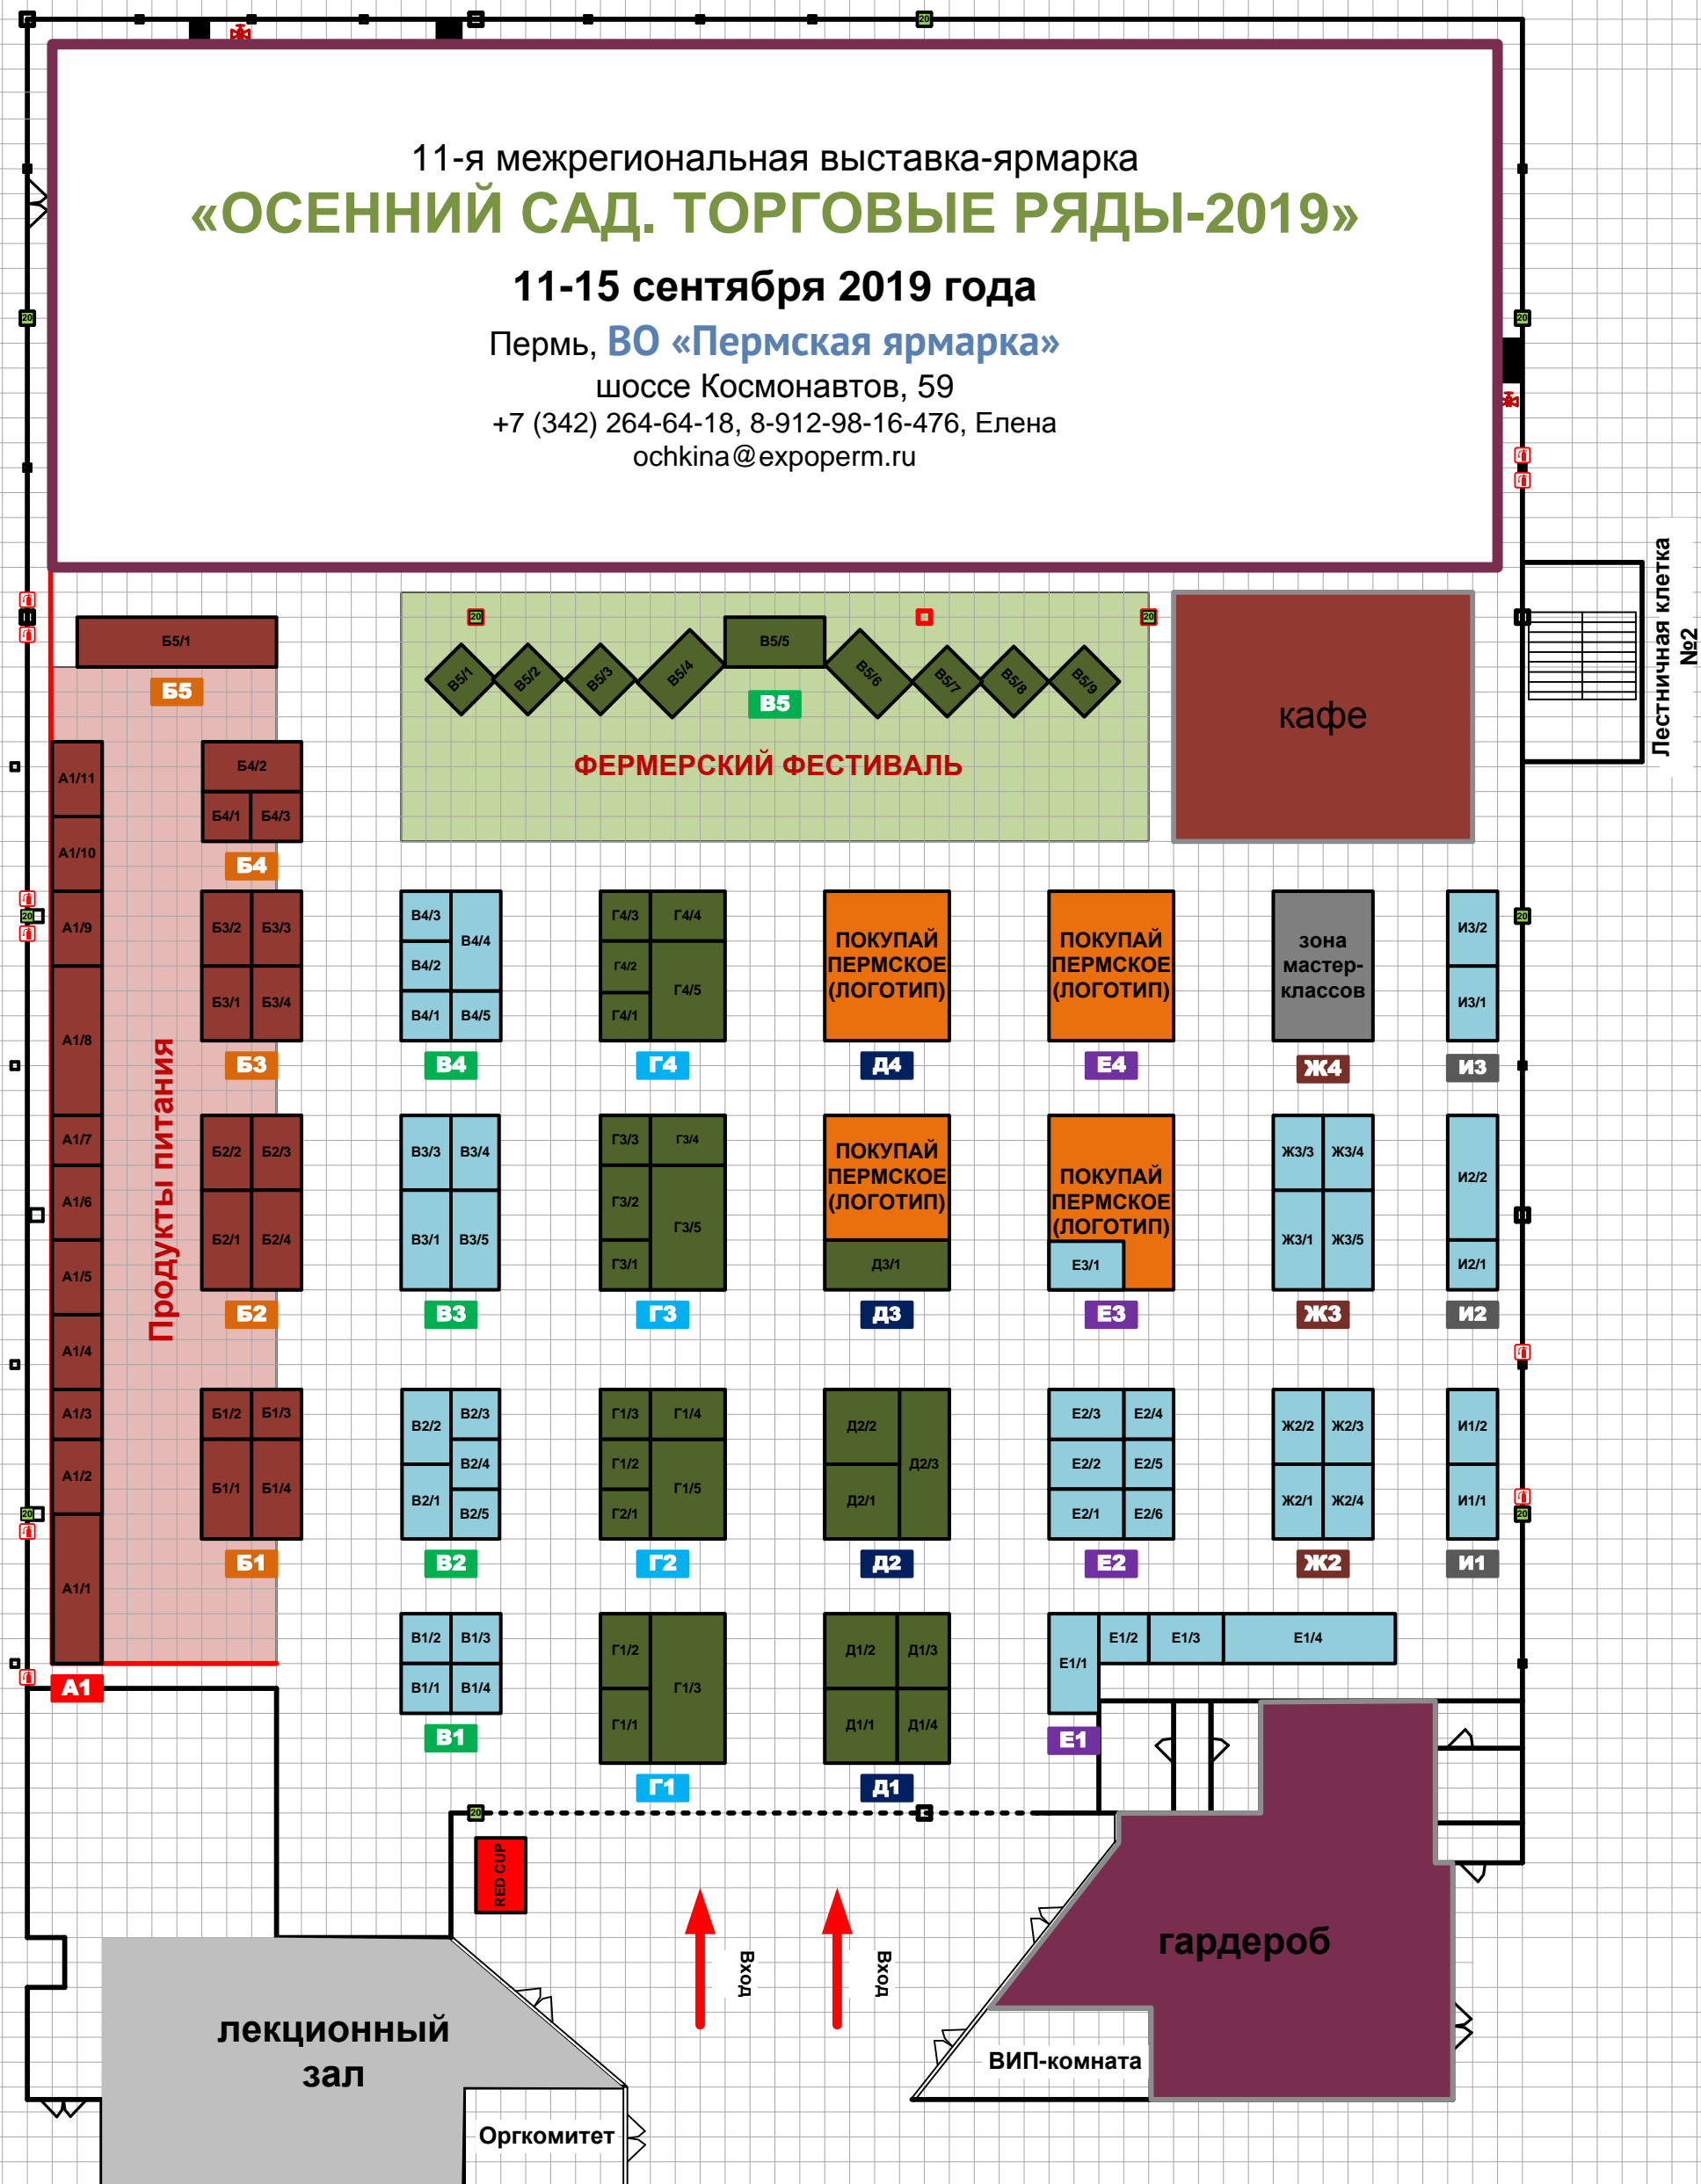 11-я межрегиональная выставка-ярмарка
«ОСЕННИЙ САД. ТОРГОВЫЕ РЯДЫ-2019»
11-15 сентября 2019 года
Пермь, ВО «Пермская ярмарка»
шоссе Космонавтов, 59
+7 (342) 264-64-18, 8-912-98-16-476, Елена
ochkina@expoperm.ru
20
20
20
Лестничная клетка
№2
20
20
Б5/1
Б5
В5/1
В5/2
В5/3
В5/4
В5/5
В5/6
В5/7
В5/8
В5/9
В5
ФЕРМЕРСКИЙ ФЕСТИВАЛЬ
кафе
А1/11
А1/10
А1/9
А1/8
А1/7
А1/6
А1/5
А1/4
А1/3
А1/2
А1/1
А1
Продукты питания
Б4/2
Б4/1
Б4/3
Б4
20
Б3/2
Б3/3
Б3/1
Б3/4
Б3
В4/3
В4/4
В4/2
В4/1
В4/5
В4
Г4/3
Г4/4
Г4/2
Г4/5
Г4/1
Г4
ПОКУПАЙ
ПЕРМСКОЕ
(ЛОГОТИП)
Д4
ПОКУПАЙ
ПЕРМСКОЕ
(ЛОГОТИП)
Е4
зона
мастер-
классов
Ж4
И3/2
И3/1
И3
20
Б2/2
Б2/3
Б2/1
Б2/4
Б2
В3/3
В3/4
В3/1
В3/5
В3
Г3/3
Г3/4
Г3/2
Г3/5
Г3/1
Г3
ПОКУПАЙ
ПЕРМСКОЕ
(ЛОГОТИП)
Д3/1
Д3
ПОКУПАЙ
ПЕРМСКОЕ
(ЛОГОТИП)
Е3/1
Е3
Ж3/3
Ж3/4
Ж3/1
Ж3/5
Ж3
И2/2
И2/1
И2
20
Б1/2
Б1/3
Б1/1
Б1/4
Б1
В2/2
В2/3
В2/4
В2/1
В2/5
В2
Г1/3
Г1/4
Г1/2
Г1/5
Г2/1
Г2
Д2/2
Д2/3
Д2/1
Д2
Е2/3
Е2/4
Е2/2
Е2/5
Е2/1
Е2/6
Е2
Ж2/2
Ж2/3
Ж2/1
Ж2/4
Ж2
И1/2
И1/1
И1
20
В1/2
В1/3
В1/1
В1/4
В1
Г1/2
Г1/3
Г1/1
Г1
Д1/2
Д1/3
Д1/1
Д1/4
Д1
Е1/1
Е1/2
Е1/3
Е1/4
Е1
20
RED CUP
Вход
Вход
гардероб
лекционный
зал
ВИП-комната
Оргкомитет